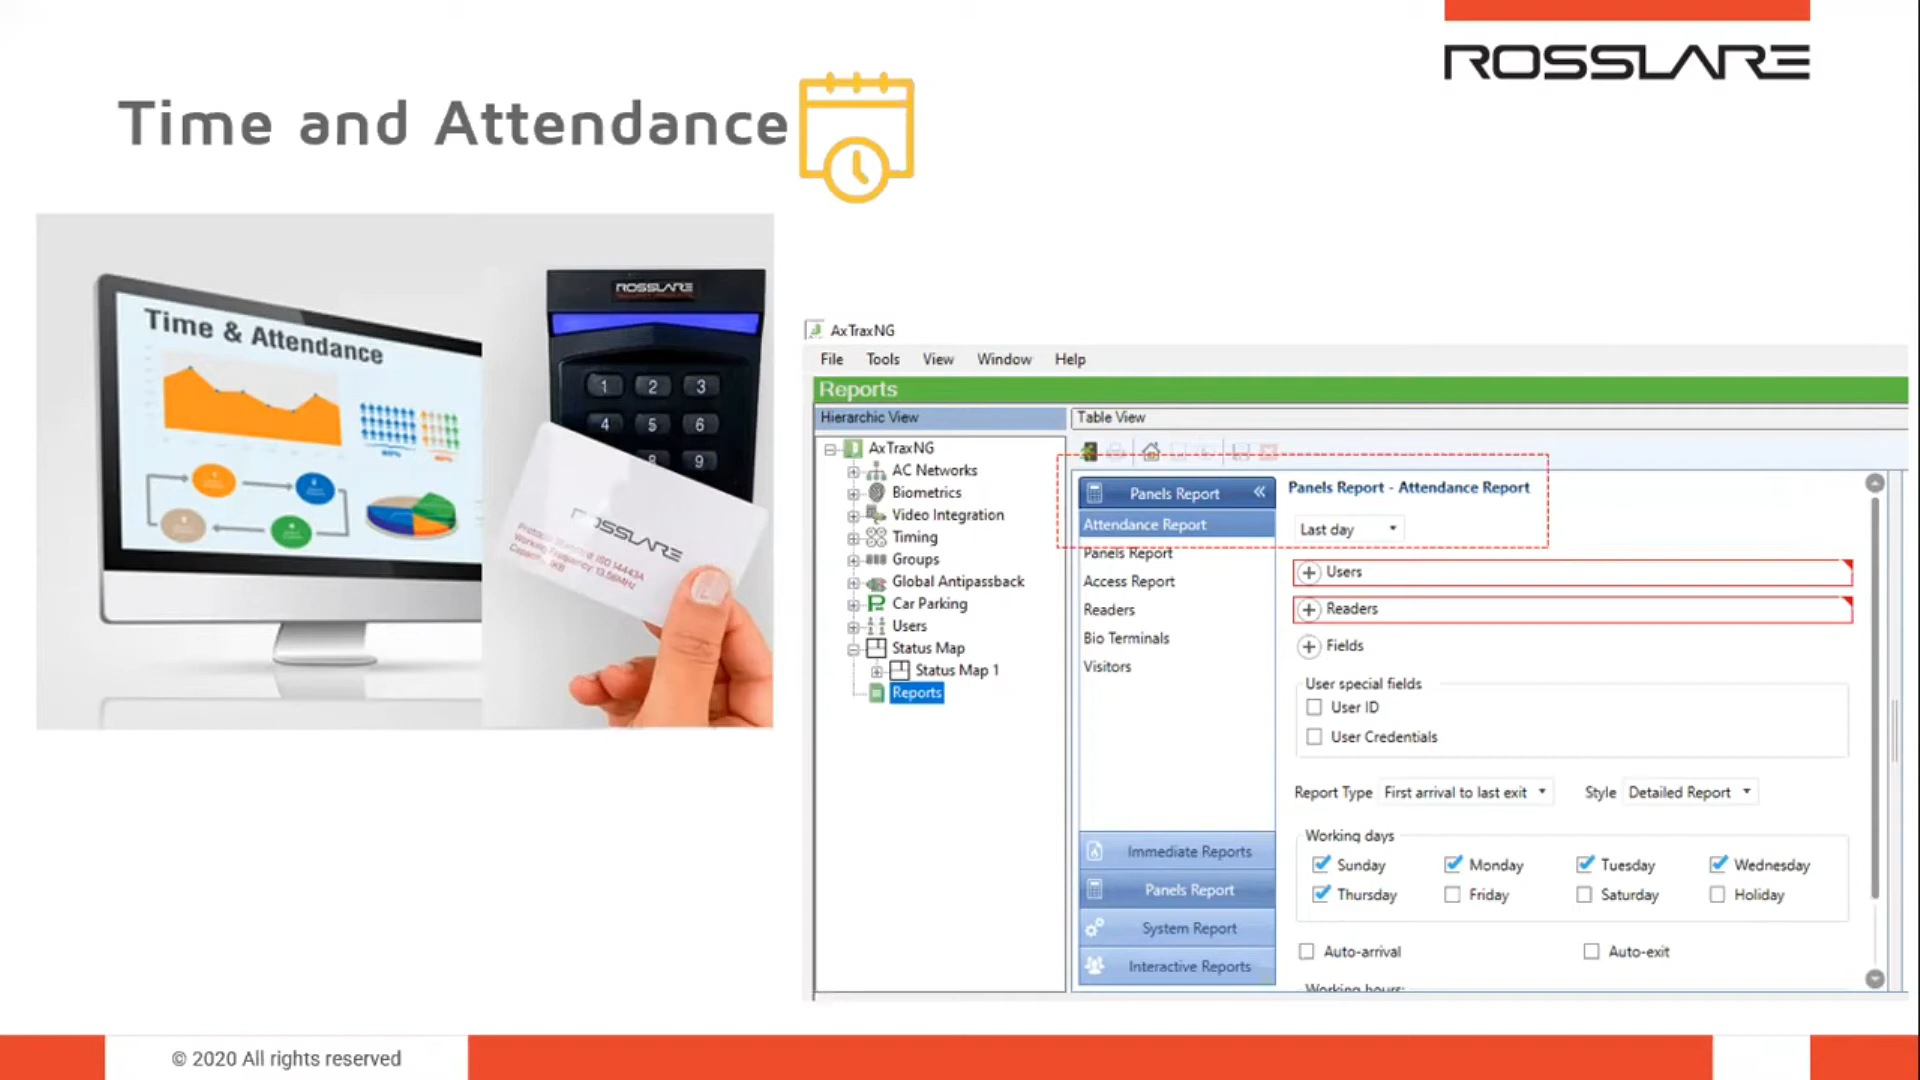 ROSSLARE
Time and Attendance
Time & Attendance
ROSSLARE
1 2 3
4 5 6
8 9
ROSSLARE
AxTraxNG
File Tools View Window Help
Reports
Hierarchic View
AxTraxNG
AC Networks
Biometrics
Video Integration
Timing
Groups
Global Antipassback
Car Parking
Users
Status Map
Status Map 1
Reports
Table View
Panels Report «
Attendance Report
Panels Report
Access Report
Readers
Bio Terminals
Visitors
Immediate Reports
Panels Report
System Report
Interactive Reports
Panels Report - Attendance Report
Last day
Users
Readers
Fields
User special fields
User ID
User Credentials
Report Type First arrival to last exit Style Detailed Report
Working days
Sunday Monday Tuesday Wednesday
Thursday Friday Saturday Holiday
Auto-arrival Auto-exit
Working hours:
© 2020 All rights reserved